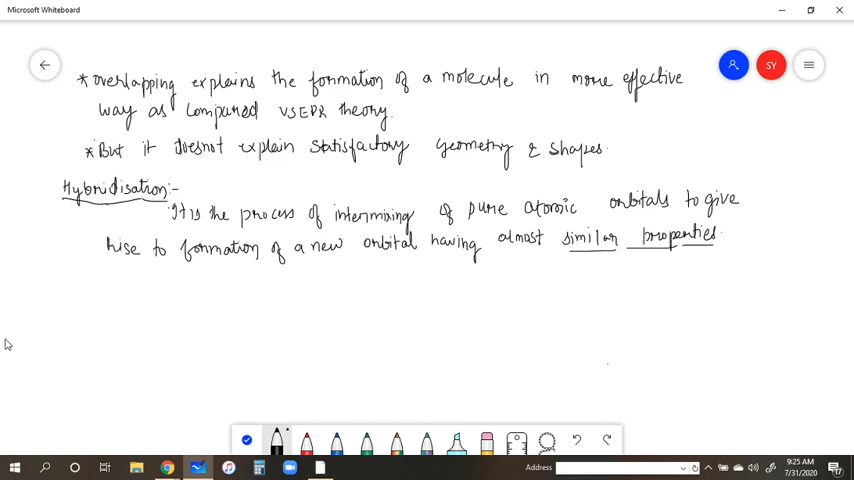 Microsoft Whiteboard
SY
*overlapping explains the formation of a molecule in more effective
way as compared VSEPR theory.
*But it doesnot explain Satisfactory Geometry & shapes.
Hybridisation:-
It is the process of intermixing of pure atomic orbitals to give
rise to formation of a new orbital having almost similar properties.
Address
9:25 AM
7/31/2020
17